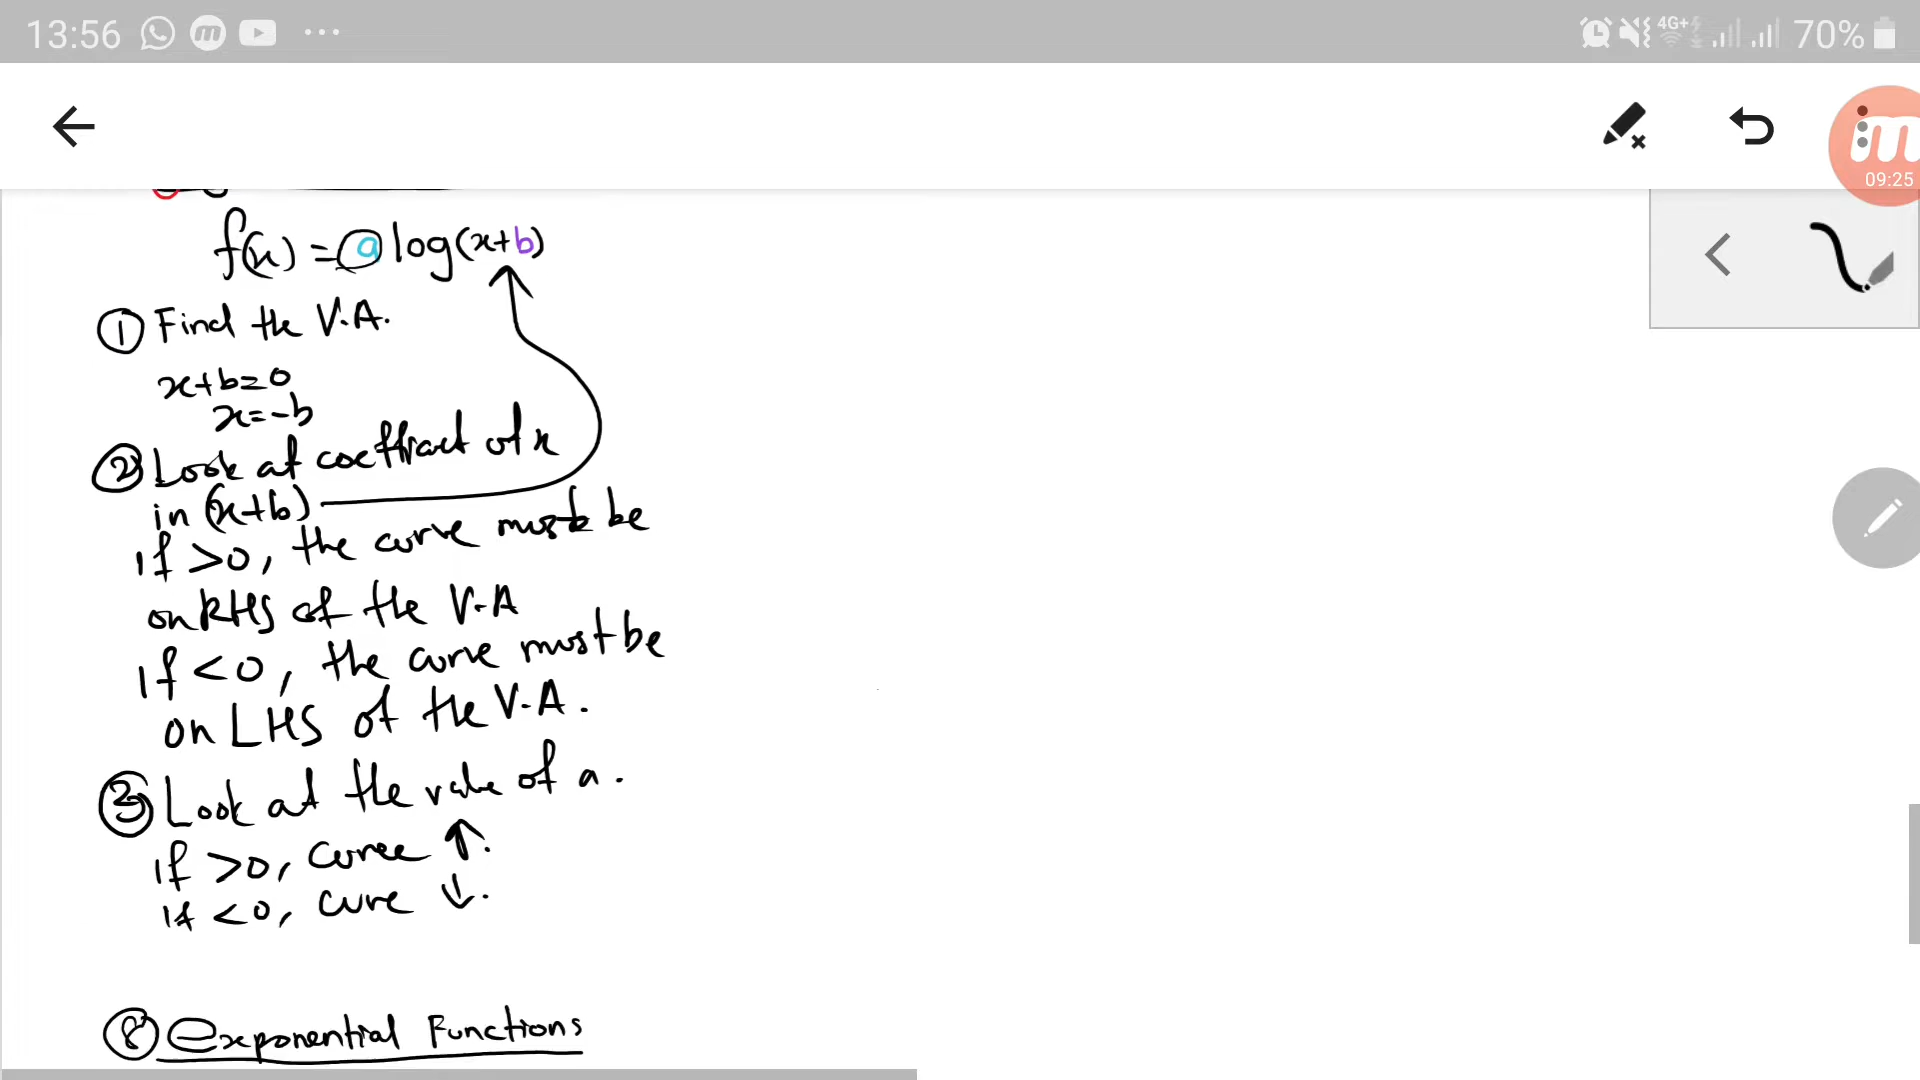 13:56 ... 4G+ 70%
09:25
f(x) = a log(x+b)
① Find the V.A.
x+b=0
x=-b
② Look at coefficient of x
in (x+b)
if >0, the curve must be
on RHS of the V.A
if <0, the curve must be
on LHS of the V.A.
③ Look at the value of a.
if >0, curve ↑.
if <0, cure ↓.
⑧ Exponential Functions